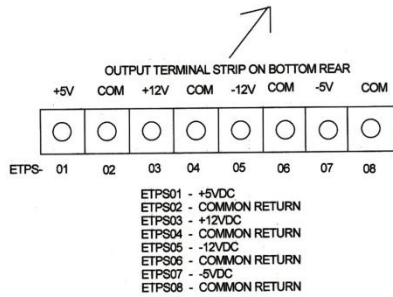 OUTPUT TERMINAL STRIP ON BOTTOM REAR
+5V COM +12V COM -12V COM -5V COM
ETPS- 01 02 03 04 05 06 07 08
ETPS01 - +5VDC
ETPS02 - COMMON RETURN
ETPS03 - +12VDC
ETPS04 - COMMON RETURN
ETPS05 - -12VDC
ETPS06 - COMMON RETURN
ETPS07 - -5VDC
ETPS08 - COMMON RETURN